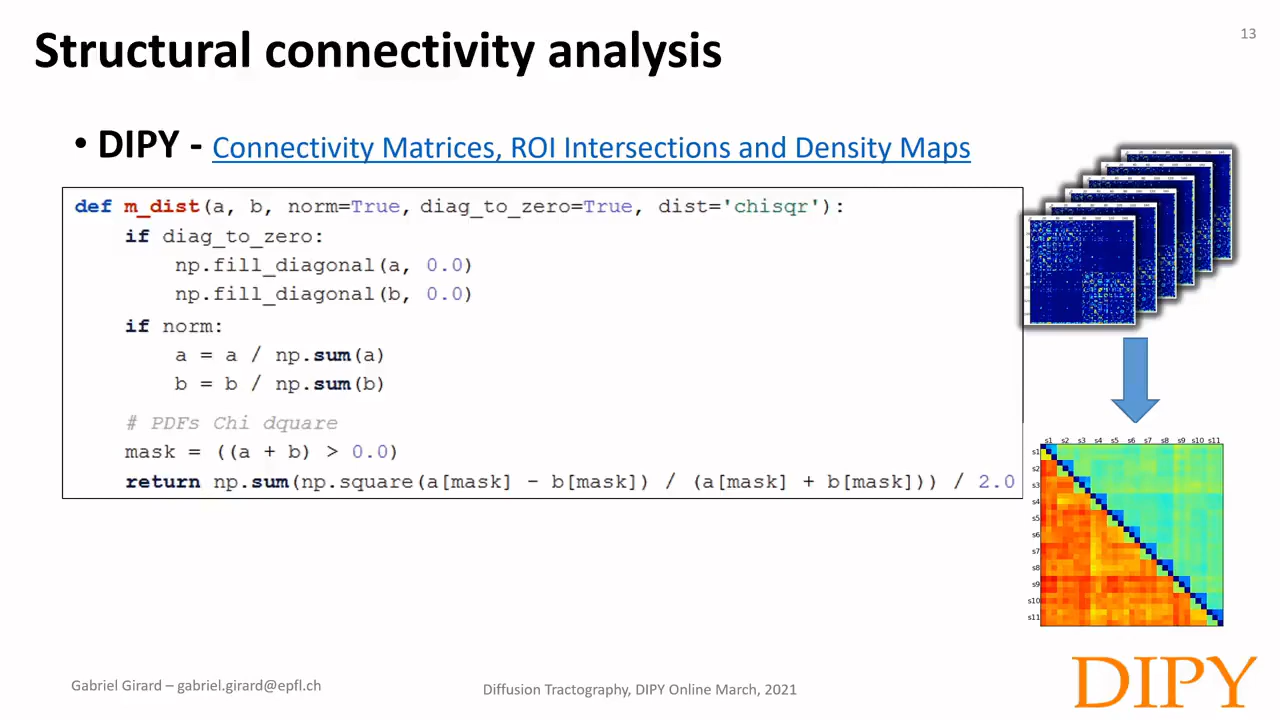 Structural connectivity analysis
13
• DIPY - Connectivity Matrices, ROI Intersections and Density Maps
def m_dist(a, b, norm=True, diag_to_zero=True, dist='chisqr'):
    if diag_to_zero:
        np.fill_diagonal(a, 0.0)
        np.fill_diagonal(b, 0.0)
    if norm:
        a = a / np.sum(a)
        b = b / np.sum(b)
    # PDFs Chi dquare
    mask = ((a + b) > 0.0)
    return np.sum(np.square(a[mask] - b[mask]) / (a[mask] + b[mask])) / 2.0
s1 s2 s3 s4 s5 s6 s7 s8 s9 s10 s11
s1
s2
s3
s4
s5
s6
s7
s8
s9
s10
s11
Gabriel Girard – gabriel.girard@epfl.ch
Diffusion Tractography, DIPY Online March, 2021
DIPY